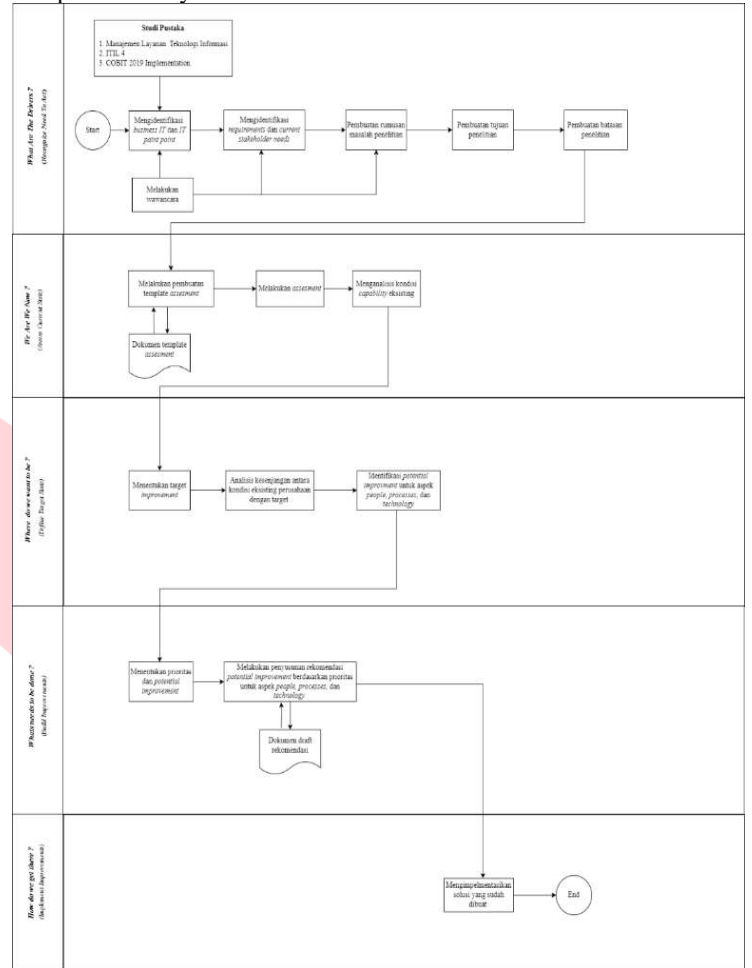 Studi Pustaka
1. Manajemen Layanan Teknologi Informasi
2. ITIL 4
3. COBIT 2019 Implementation
What Are The Drivers ?
(Recognize Need To Act)
Start
Mengidentifikasi
business IT dan IT
pain point
Mengidentifikasi
requirements dan current
stakeholder needs
Pembuatan rumusan
masalah penelitian
Pembuatan tujuan
penelitian
Pembuatan batasan
penelitian
Melakukan
wawancara
We Are We Now ?
(Assess Current State)
Melakukan pembuatan
template assesment
Melakukan assesment
Menganalisis kondisi
capability eksisting
Dokumen template
assesment
Where do we want to be ?
(Define Target State)
Menentukan target
improvement
Analisis kesenjangan antara
kondisi eksisting perusahaan
dengan target
Identifikasi potential
improvment untuk aspek
people, processes, dan
technology
Whats needs to be done ?
(Build Improvements)
Menentukan prioritas
dan potential
improvement
Melakukan penyusunan rekomendasi
potential improvement berdasarkan prioritas
untuk aspek people, processes, dan
technology
Dokumen draft
rekomendasi
How do we get there ?
(Implement Improvements)
Mengimpelmentasikan
solusi yang sudah
dibuat
End